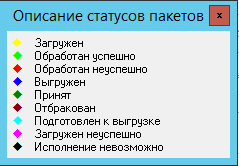 Описание статусов пакетов
x
Загружен
Обработан успешно
Обработан неуспешно
Выгружен
Принят
Отбракован
Подготовлен к выгрузке
Загружен неуспешно
Исполнение невозможно